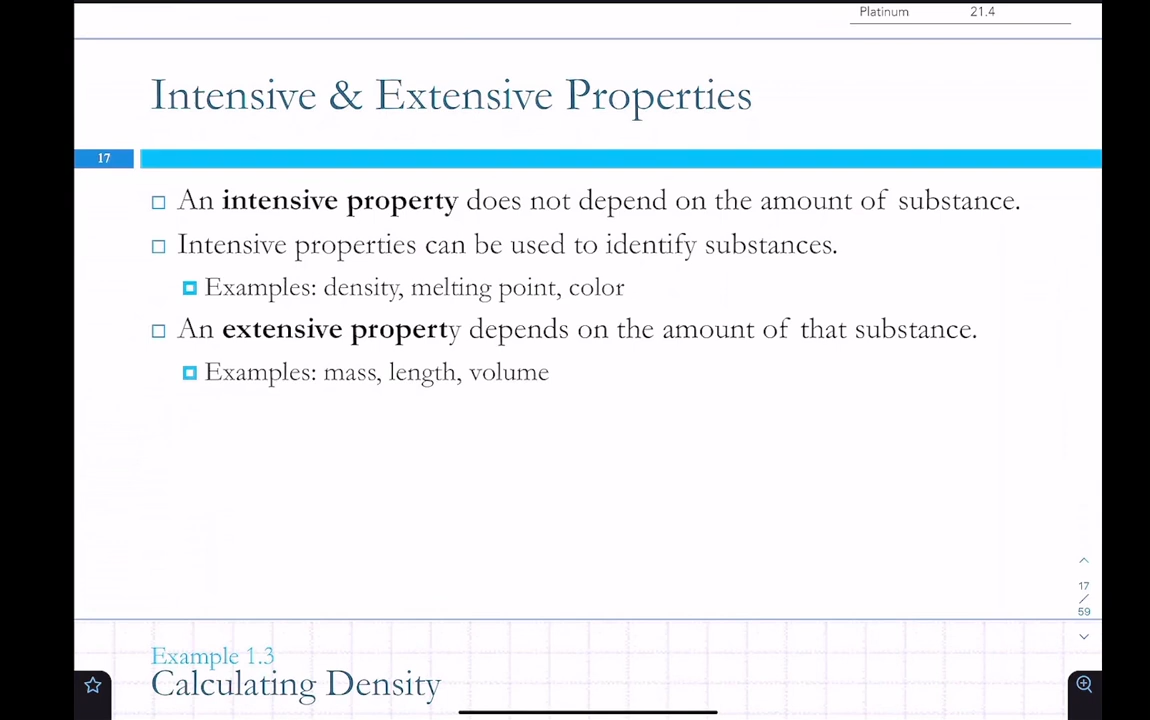 Platinum 21.4
Intensive & Extensive Properties
17
An intensive property does not depend on the amount of substance.
Intensive properties can be used to identify substances.
Examples: density, melting point, color
An extensive property depends on the amount of that substance.
Examples: mass, length, volume
17
/
59
Example 1.3
Calculating Density